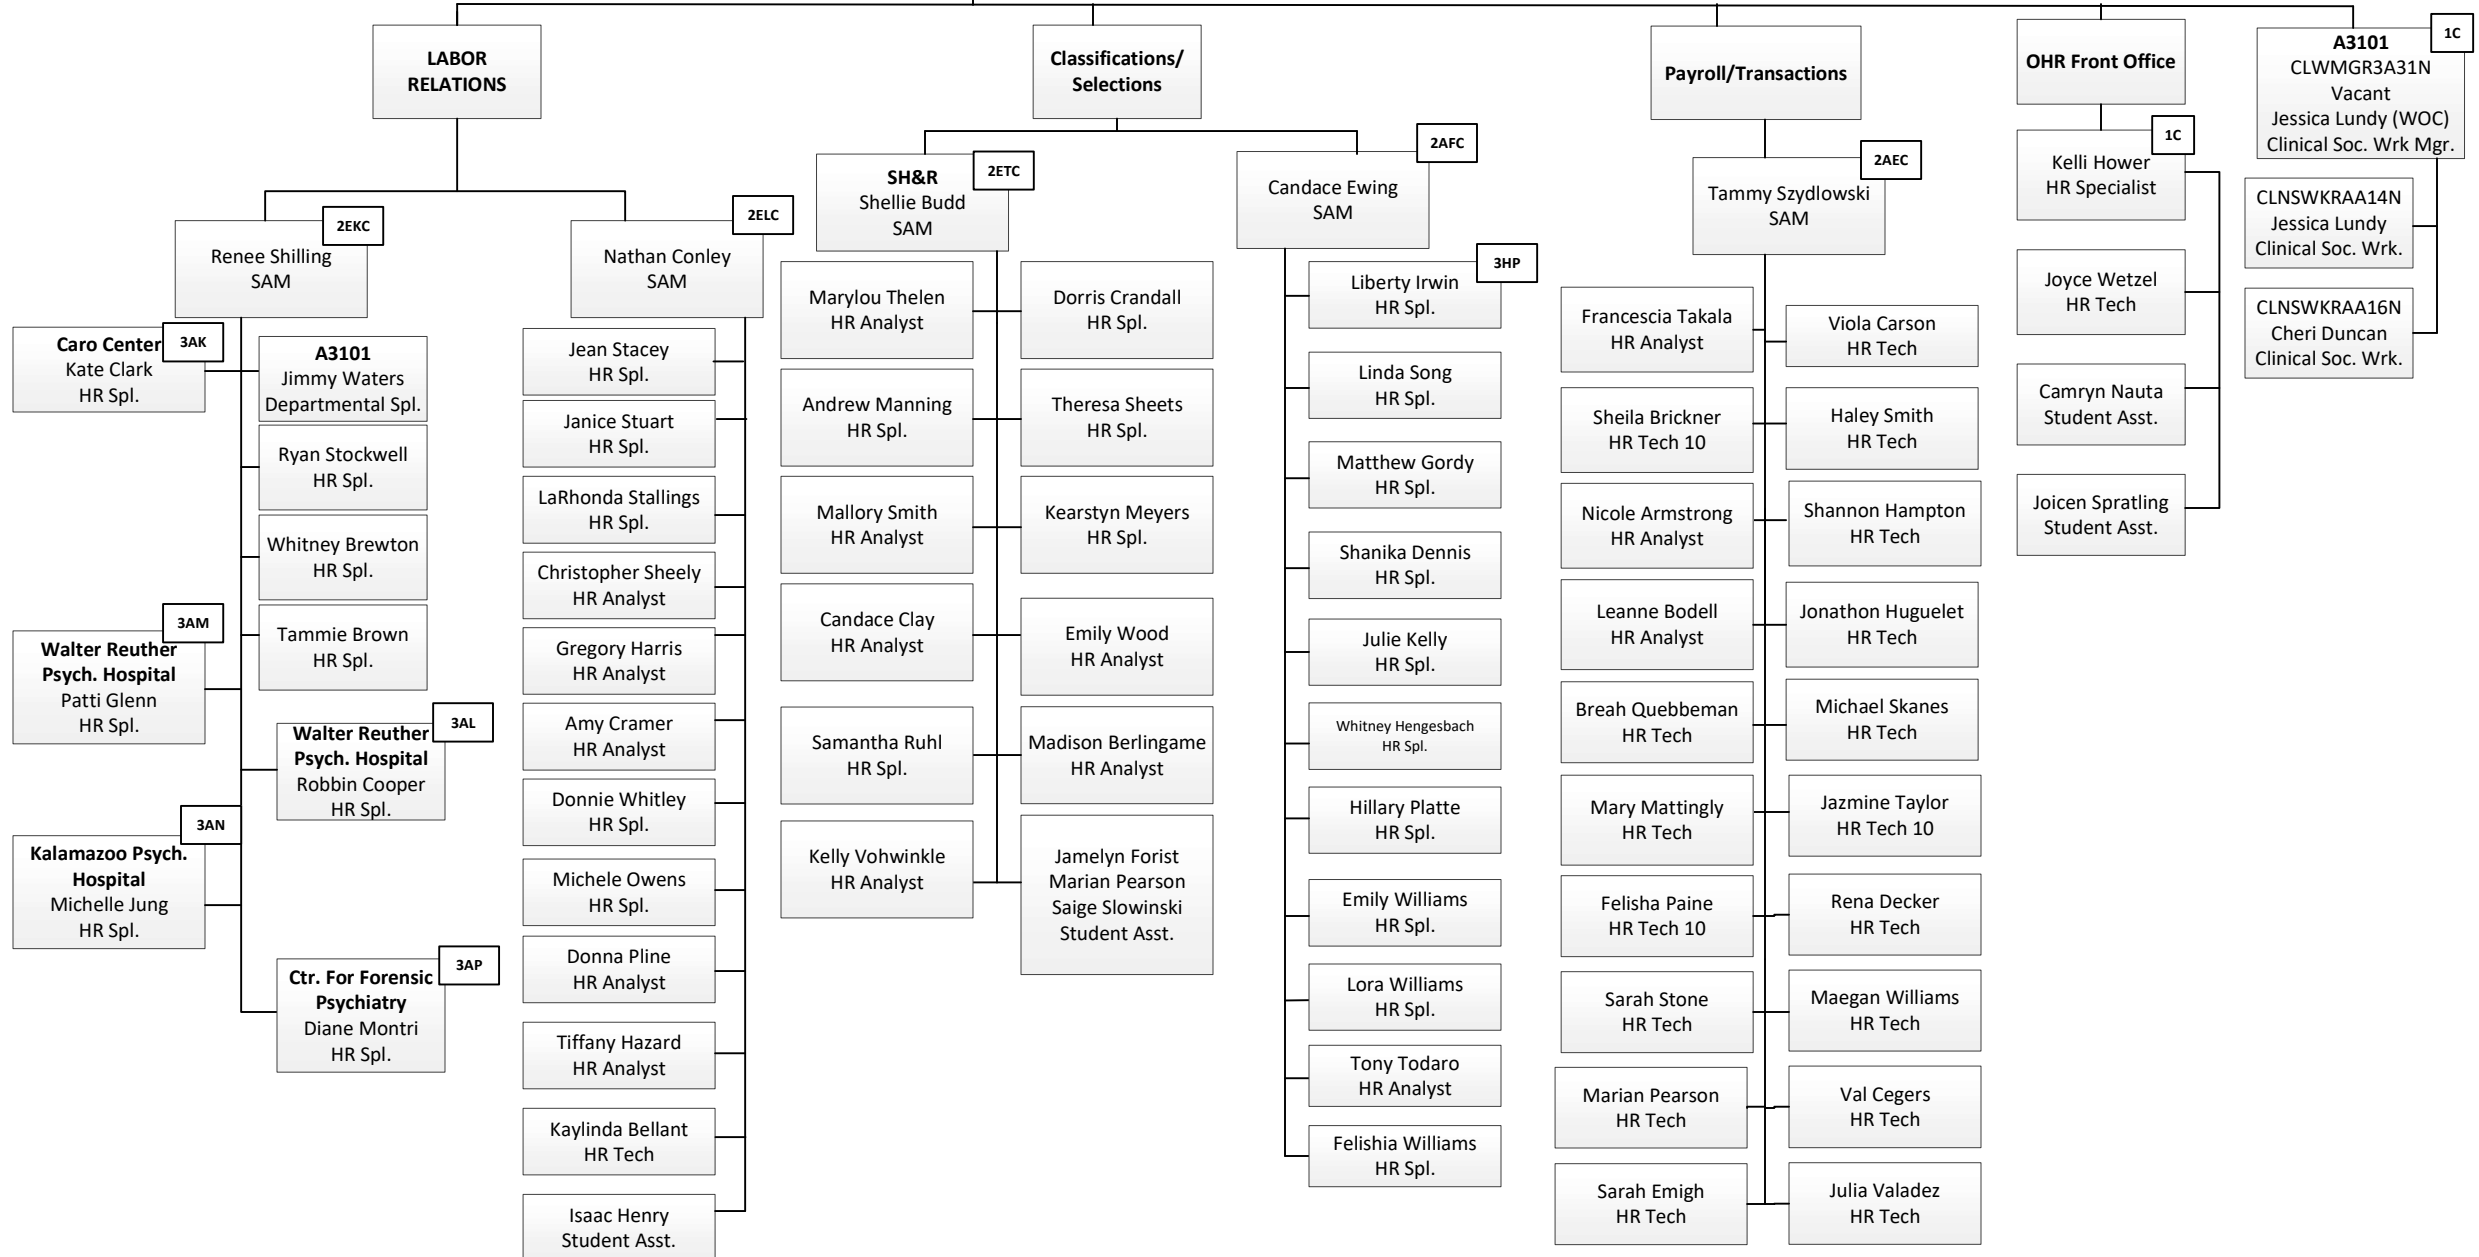 LABOR
RELATIONS
Classifications/
Selections
Payroll/Transactions
OHR Front Office
1C
A3101
CLWMGR3A31N
Vacant
Jessica Lundy (WOC)
Clinical Soc. Wrk Mgr.
2EKC
Renee Shilling
SAM
3AK
Caro Center
Kate Clark
HR Spl.
A3101
Jimmy Waters
Departmental Spl.
Ryan Stockwell
HR Spl.
Whitney Brewton
HR Spl.
Tammie Brown
HR Spl.
3AM
Walter Reuther
Psych. Hospital
Patti Glenn
HR Spl.
3AL
Walter Reuther
Psych. Hospital
Robbin Cooper
HR Spl.
3AN
Kalamazoo Psych.
Hospital
Michelle Jung
HR Spl.
3AP
Ctr. For Forensic
Psychiatry
Diane Montri
HR Spl.
2ELC
Nathan Conley
SAM
Jean Stacey
HR Spl.
Janice Stuart
HR Spl.
LaRhonda Stallings
HR Spl.
Christopher Sheely
HR Analyst
Gregory Harris
HR Analyst
Amy Cramer
HR Analyst
Donnie Whitley
HR Spl.
Michele Owens
HR Spl.
Donna Pline
HR Analyst
Tiffany Hazard
HR Analyst
Kaylinda Bellant
HR Tech
Isaac Henry
Student Asst.
2ETC
SH&R
Shellie Budd
SAM
Marylou Thelen
HR Analyst
Dorris Crandall
HR Spl.
Andrew Manning
HR Spl.
Theresa Sheets
HR Spl.
Mallory Smith
HR Analyst
Kearstyn Meyers
HR Spl.
Candace Clay
HR Analyst
Emily Wood
HR Analyst
Samantha Ruhl
HR Spl.
Madison Berlingame
HR Analyst
Kelly Vohwinkle
HR Analyst
Jamelyn Forist
Marian Pearson
Saige Slowinski
Student Asst.
2AFC
Candace Ewing
SAM
3HP
Liberty Irwin
HR Spl.
Linda Song
HR Spl.
Matthew Gordy
HR Spl.
Shanika Dennis
HR Spl.
Julie Kelly
HR Spl.
Whitney Hengesbach
HR Spl.
Hillary Platte
HR Spl.
Emily Williams
HR Spl.
Lora Williams
HR Spl.
Tony Todaro
HR Analyst
Felishia Williams
HR Spl.
2AEC
Tammy Szydlowski
SAM
Francescia Takala
HR Analyst
Viola Carson
HR Tech
Sheila Brickner
HR Tech 10
Haley Smith
HR Tech
Nicole Armstrong
HR Analyst
Shannon Hampton
HR Tech
Leanne Bodell
HR Analyst
Jonathon Huguelet
HR Tech
Breah Quebbeman
HR Tech
Michael Skanes
HR Tech
Mary Mattingly
HR Tech
Jazmine Taylor
HR Tech 10
Felisha Paine
HR Tech 10
Rena Decker
HR Tech
Sarah Stone
HR Tech
Maegan Williams
HR Tech
Marian Pearson
HR Tech
Val Cegers
HR Tech
Sarah Emigh
HR Tech
Julia Valadez
HR Tech
1C
Kelli Hower
HR Specialist
Joyce Wetzel
HR Tech
Camryn Nauta
Student Asst.
Joicen Spratling
Student Asst.
CLNSWKRAA14N
Jessica Lundy
Clinical Soc. Wrk.
CLNSWKRAA16N
Cheri Duncan
Clinical Soc. Wrk.